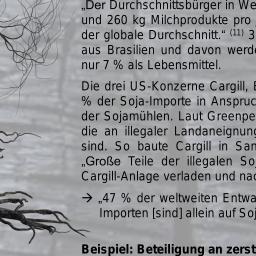 „Der Durchschnittsbürger in We
und 260 kg Milchprodukte pro
der globale Durchschnitt.“ (11) 3
aus Brasilien und davon werd
nur 7 % als Lebensmittel.
Die drei US-Konzerne Cargill, B
% der Soja-Importe in Anspruc
der Sojamühlen. Laut Greenpe
die an illegaler Landaneignung
sind. So baute Cargill in San
„Große Teile der illegalen So
Cargill-Anlage verladen und nac
→ „47 % der weltweiten Entwa
Importen [sind] allein auf Soj
Beispiel: Beteiligung an zerst